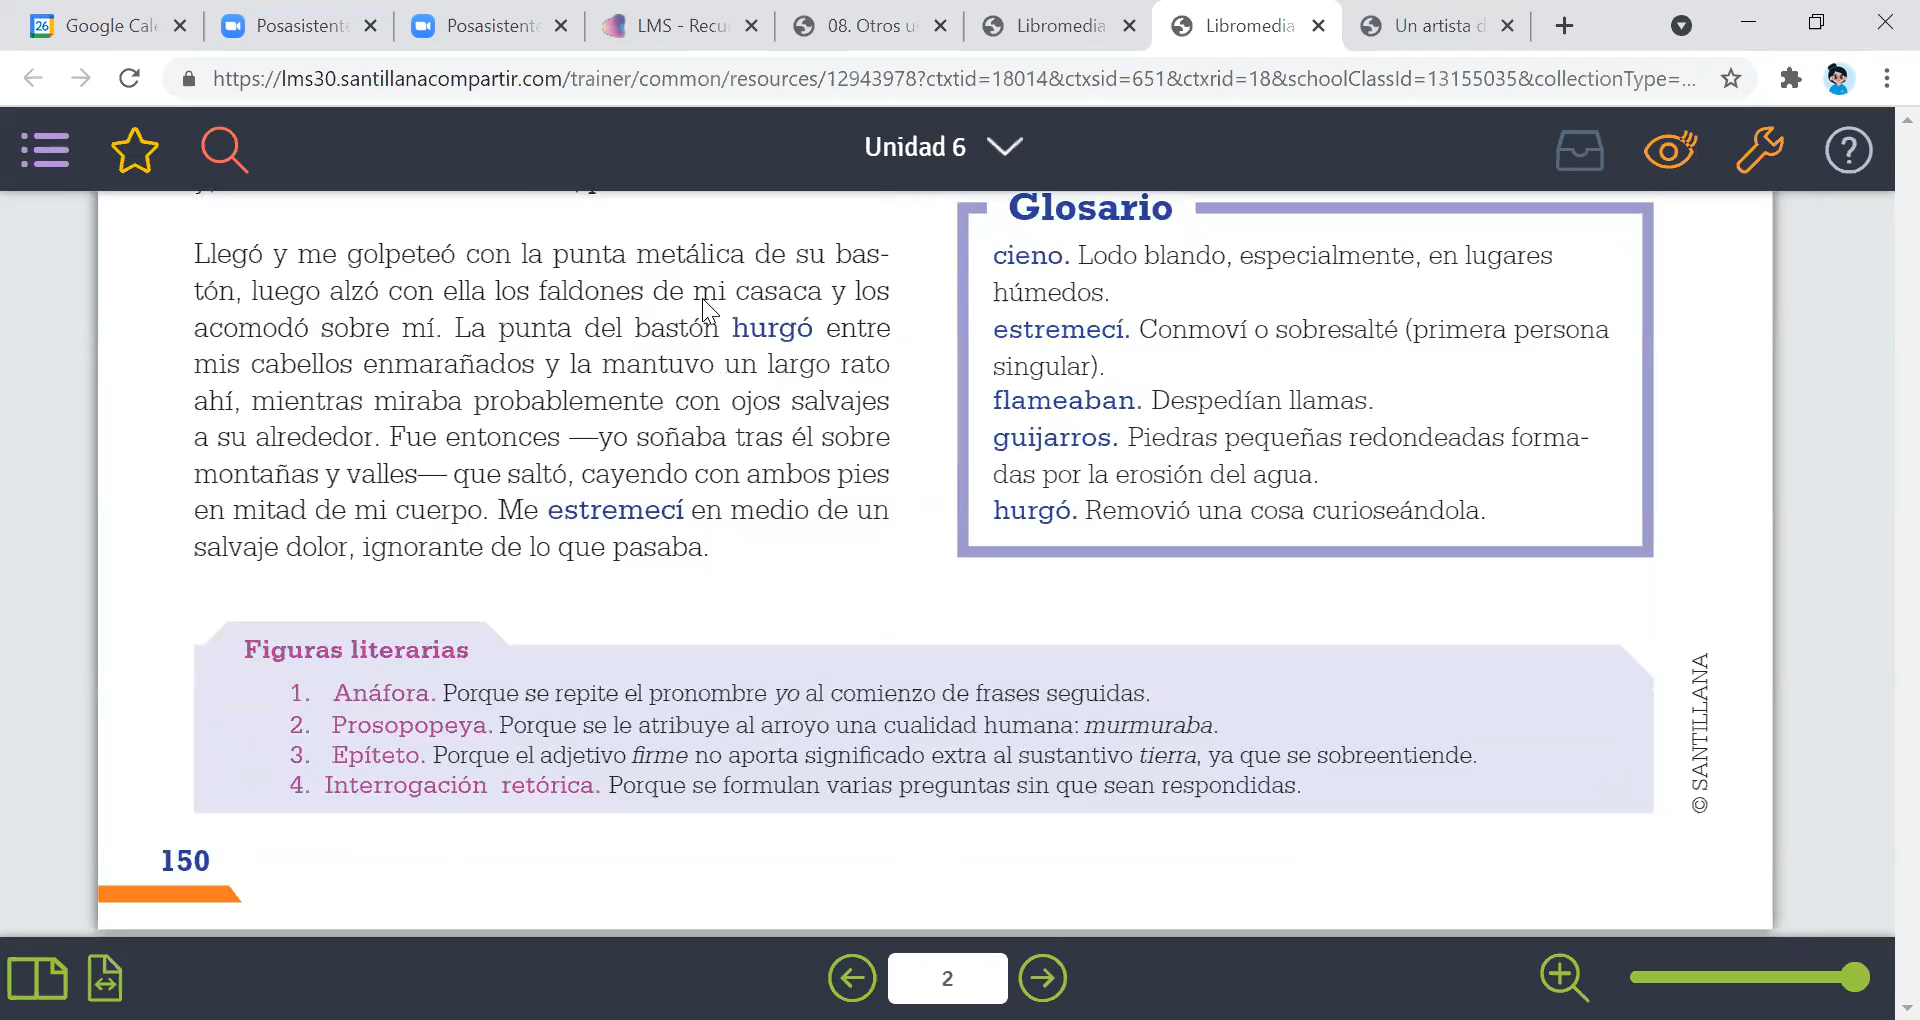 26 Google Cale
Posasistente
Posasistente
LMS - Recur
08. Otros u
Libromedia
Libromedia
Un artista d
https://lms30.santillanacompartir.com/trainer/common/resources/12943978?ctxtid=18014&ctxsid=651&ctxrid=18&schoolClassId=13155035&collectionType=...
Unidad 6
?
Llegó y me golpeteó con la punta metálica de su bas-
tón, luego alzó con ella los faldones de mi casaca y los
acomodó sobre mí. La punta del bastón hurgó entre
mis cabellos enmarañados y la mantuvo un largo rato
ahí, mientras miraba probablemente con ojos salvajes
a su alrededor. Fue entonces —yo soñaba tras él sobre
montañas y valles— que saltó, cayendo con ambos pies
en mitad de mi cuerpo. Me estremecí en medio de un
salvaje dolor, ignorante de lo que pasaba.
Glosario
cieno. Lodo blando, especialmente, en lugares
húmedos.
estremecí. Conmoví o sobresalté (primera persona
singular).
flameaban. Despedían llamas.
guijarros. Piedras pequeñas redondeadas forma-
das por la erosión del agua.
hurgó. Removió una cosa curioseándola.
Figuras literarias
1. Anáfora. Porque se repite el pronombre yo al comienzo de frases seguidas.
2. Prosopopeya. Porque se le atribuye al arroyo una cualidad humana: murmuraba.
3. Epíteto. Porque el adjetivo firme no aporta significado extra al sustantivo tierra, ya que se sobreentiende.
4. Interrogación retórica. Porque se formulan varias preguntas sin que sean respondidas.
© SANTILLANA
150
2